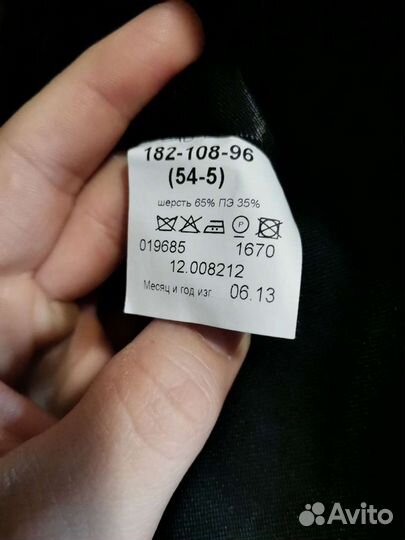 182-108-96
(54-5)
шерсть 65% ПЭ 35%
P
019685 1670
12.008212
Месяц и год изг 06.13
Avito